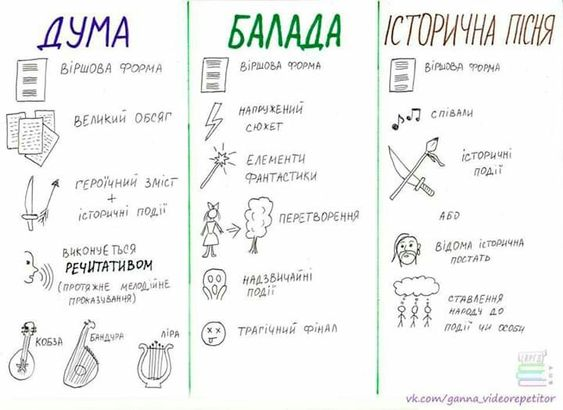 ДУМА
ВІРШОВА ФОРМА
ВЕЛИКИЙ ОБСЯГ
ГЕРОЇЧНИЙ ЗМІСТ
+
ІСТОРИЧНІ ПОДІЇ
ВИКОНУЄТЬСЯ
РЕЧИТАТИВОМ
(ПРОТЯЖНЕ МЕЛОДІЙНЕ
ПРОКАЗУВАННЯ)
КОБЗА
БАНДУРА
ЛІРА
БАЛАДА
ВІРШОВА ФОРМА
НАПРУЖЕНИЙ
СЮЖЕТ
ЕЛЕМЕНТИ
ФАНТАСТИКИ
ПЕРЕТВОРЕННЯ
НАДЗВИЧАЙНІ
ПОДІЇ
ТРАГІЧНИЙ ФІНАЛ
ІСТОРИЧНА ПІСНЯ
ВІРШОВА ФОРМА
СПІВАЛИ
ІСТОРИЧНІ
ПОДІЇ
АБО
ВІДОМА ІСТОРИЧНА
ПОСТАТЬ
СТАВЛЕННЯ
НАРОДУ ДО
ПОДІЇ ЧИ ОСОБИ
vk.com/ganna_videorepetitor